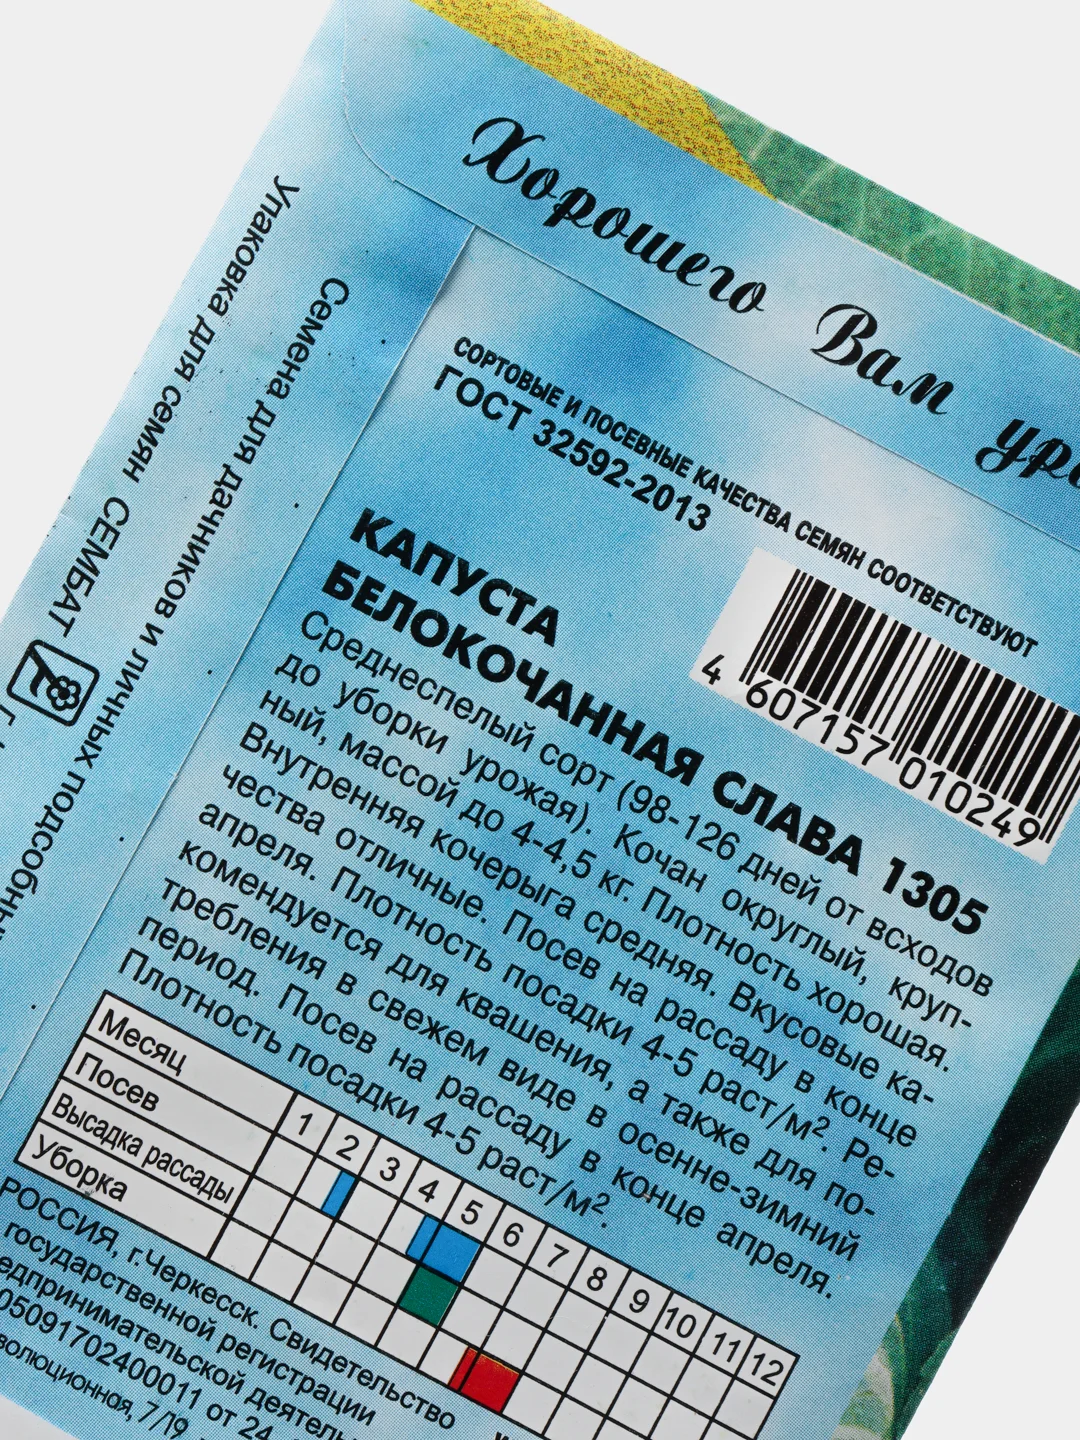 Хорошего Вам
СОРТОВЫЕ И ПОСЕВНЫЕ КАЧЕСТВА СЕМЯН СООТВЕТСТВУЮТ
ГОСТ 32592-2013
4 607157 010249
КАПУСТА
БЕЛОКОЧАННАЯ СЛАВА 1305
Среднеспелый сорт (98-126 дней от всходов
до уборки урожая). Кочан округлый, круп-
ный, массой до 4-4,5 кг. Плотность хорошая.
Внутренняя кочерыга средняя. Вкусовые ка-
чества отличные. Посев на рассаду в конце
апреля. Плотность посадки 4-5 раст/м². Ре-
комендуется для квашения, а также для по-
требления в свежем виде в осенне-зимний
период. Посев на рассаду в конце апреля.
Плотность посадки 4-5 раст/м².
Месяц 1 2 3 4 5 6 7 8 9 10 11 12
Посев
Высадка рассады
Уборка
РОССИЯ, г.Черкесск. Свидетельство
государственной регистрации
05091702400011 от 24
Упаковка для семян СЕМБАТ
Семена для дачников и личных